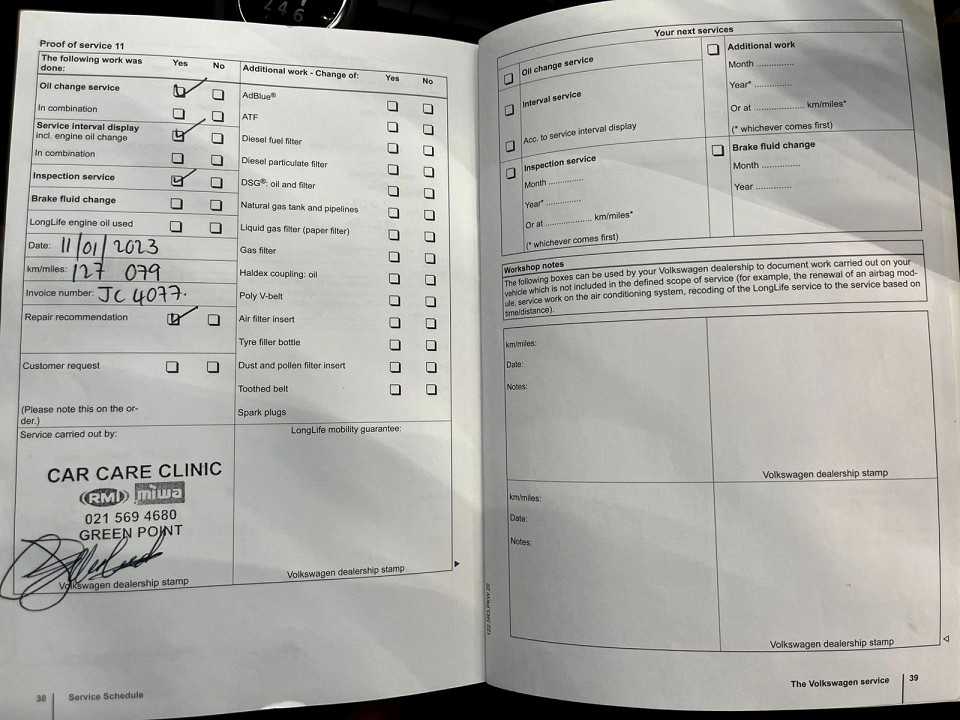 2 4 6
Proof of service 11
The following work was done: Yes No
Oil change service
In combination
Service interval display
incl. engine oil change
In combination
Inspection service
Brake fluid change
LongLife engine oil used
Date: 11/01/2023
km/miles: 127 079
Invoice number: JC 4077.
Repair recommendation
Customer request
(Please note this on the or-
der.)
Service carried out by:
CAR CARE CLINIC
RMI miwa
021 569 4680
GREEN POINT
Volkswagen dealership stamp
Additional work - Change of: Yes No
AdBlue®
ATF
Diesel fuel filter
Diesel particulate filter
DSG®: oil and filter
Natural gas tank and pipelines
Liquid gas filter (paper filter)
Gas filter
Haldex coupling: oil
Poly V-belt
Air filter insert
Tyre filler bottle
Dust and pollen filter insert
Toothed belt
Spark plugs
LongLife mobility guarantee:
Volkswagen dealership stamp
38 Service Schedule
Your next services
Oil change service
Interval service
Acc. to service interval display
Inspection service
Month ..............
Year* ..............
Or at ................... km/miles*
(* whichever comes first)
Additional work
Month ..............
Year* ..............
Or at .................... km/miles*
(* whichever comes first)
Brake fluid change
Month ..............
Year .............
Workshop notes
The following boxes can be used by your Volkswagen dealership to document work carried out on your
vehicle which is not included in the defined scope of service (for example, the renewal of an airbag mod-
ule, service work on the air conditioning system, recoding of the LongLife service to the service based on
time/distance).
km/miles:
Date:
Notes:
Volkswagen dealership stamp
km/miles:
Date:
Notes:
Volkswagen dealership stamp
The Volkswagen service 39